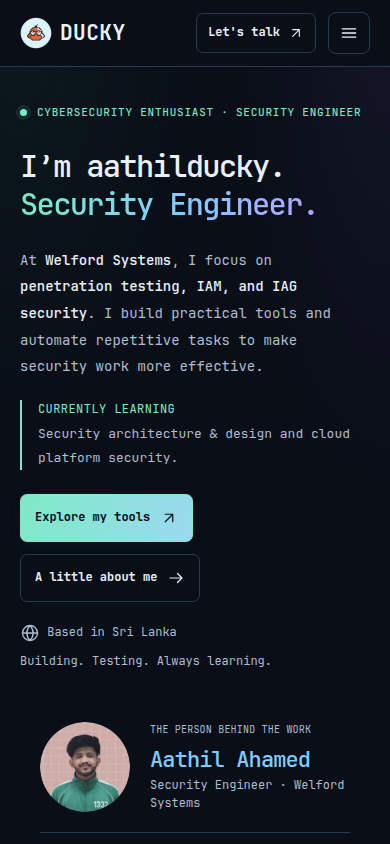 DUCKY
Let's talk
CYBERSECURITY ENTHUSIAST · SECURITY ENGINEER
I’m aathilducky.
Security Engineer.
At Welford Systems, I focus on
penetration testing, IAM, and IAG
security. I build practical tools and
automate repetitive tasks to make
security work more effective.
CURRENTLY LEARNING
Security architecture & design and cloud
platform security.
Explore my tools
A little about me
Based in Sri Lanka
Building. Testing. Always learning.
THE PERSON BEHIND THE WORK
Aathil Ahamed
Security Engineer · Welford
Systems
1337